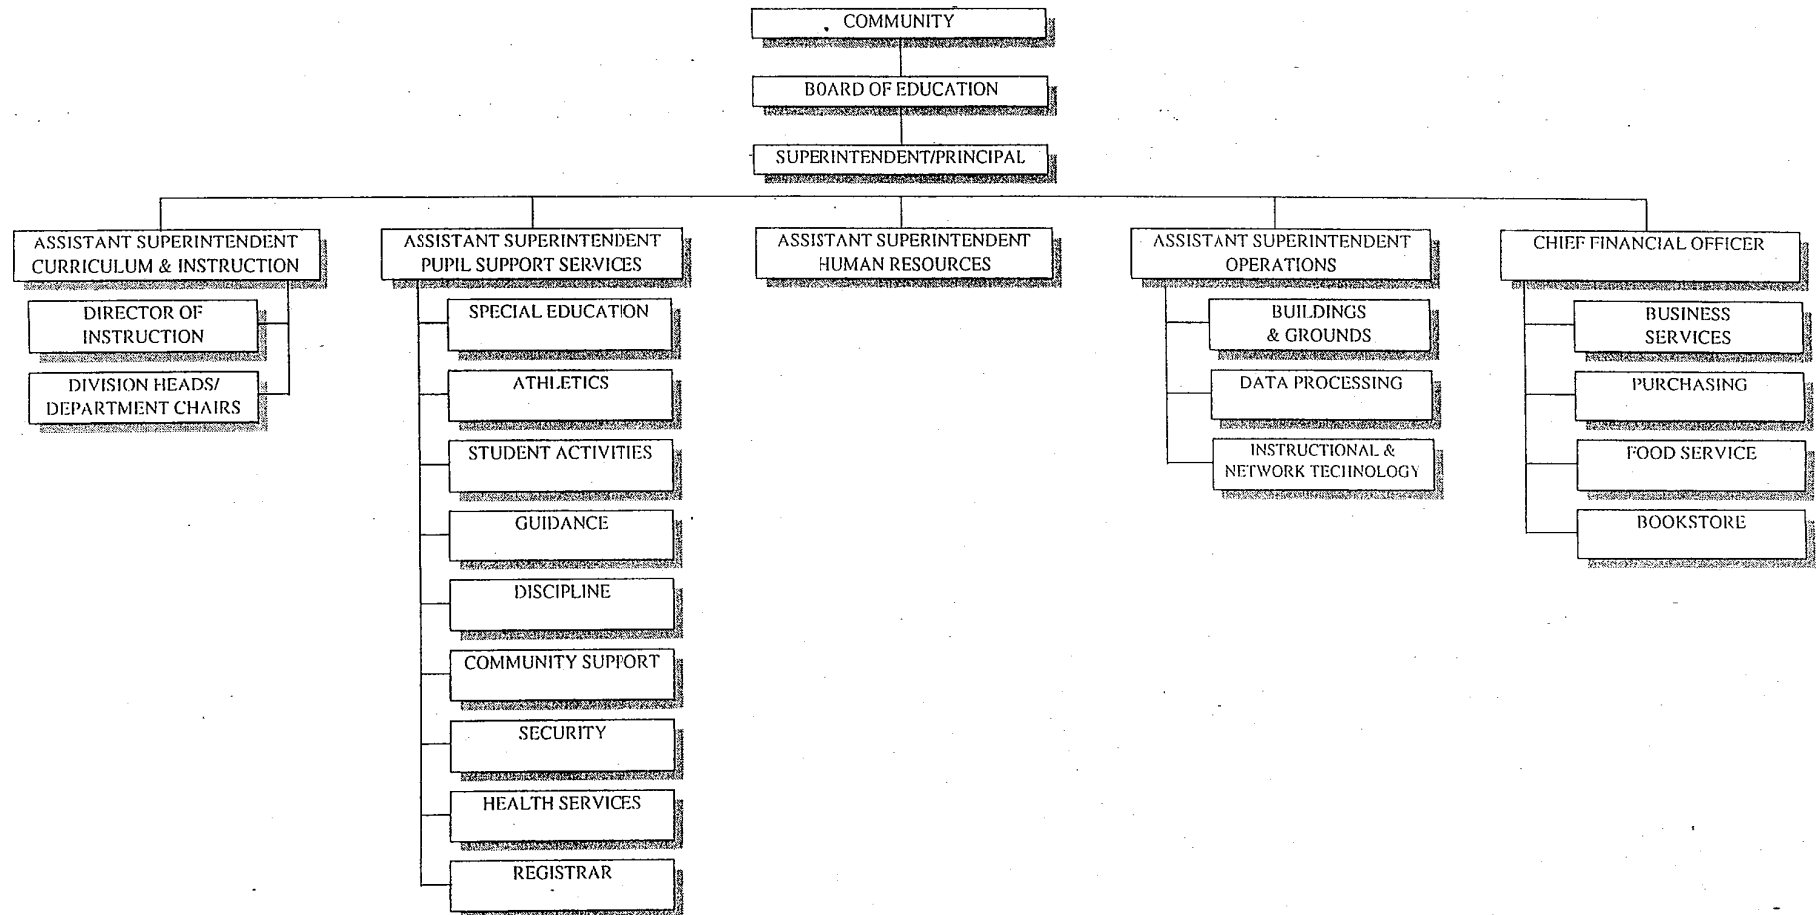 COMMUNITY
BOARD OF EDUCATION
SUPERINTENDENT/PRINCIPAL
ASSISTANT SUPERINTENDENT
CURRICULUM & INSTRUCTION
DIRECTOR OF
INSTRUCTION
DIVISION HEADS/
DEPARTMENT CHAIRS
ASSISTANT SUPERINTENDENT
PUPIL SUPPORT SERVICES
SPECIAL EDUCATION
ATHLETICS
STUDENT ACTIVITIES
GUIDANCE
DISCIPLINE
COMMUNITY SUPPORT
SECURITY
HEALTH SERVICES
REGISTRAR
ASSISTANT SUPERINTENDENT
HUMAN RESOURCES
ASSISTANT SUPERINTENDENT
OPERATIONS
BUILDINGS
& GROUNDS
DATA PROCESSING
INSTRUCTIONAL &
NETWORK TECHNOLOGY
CHIEF FINANCIAL OFFICER
BUSINESS
SERVICES
PURCHASING
FOOD SERVICE
BOOKSTORE